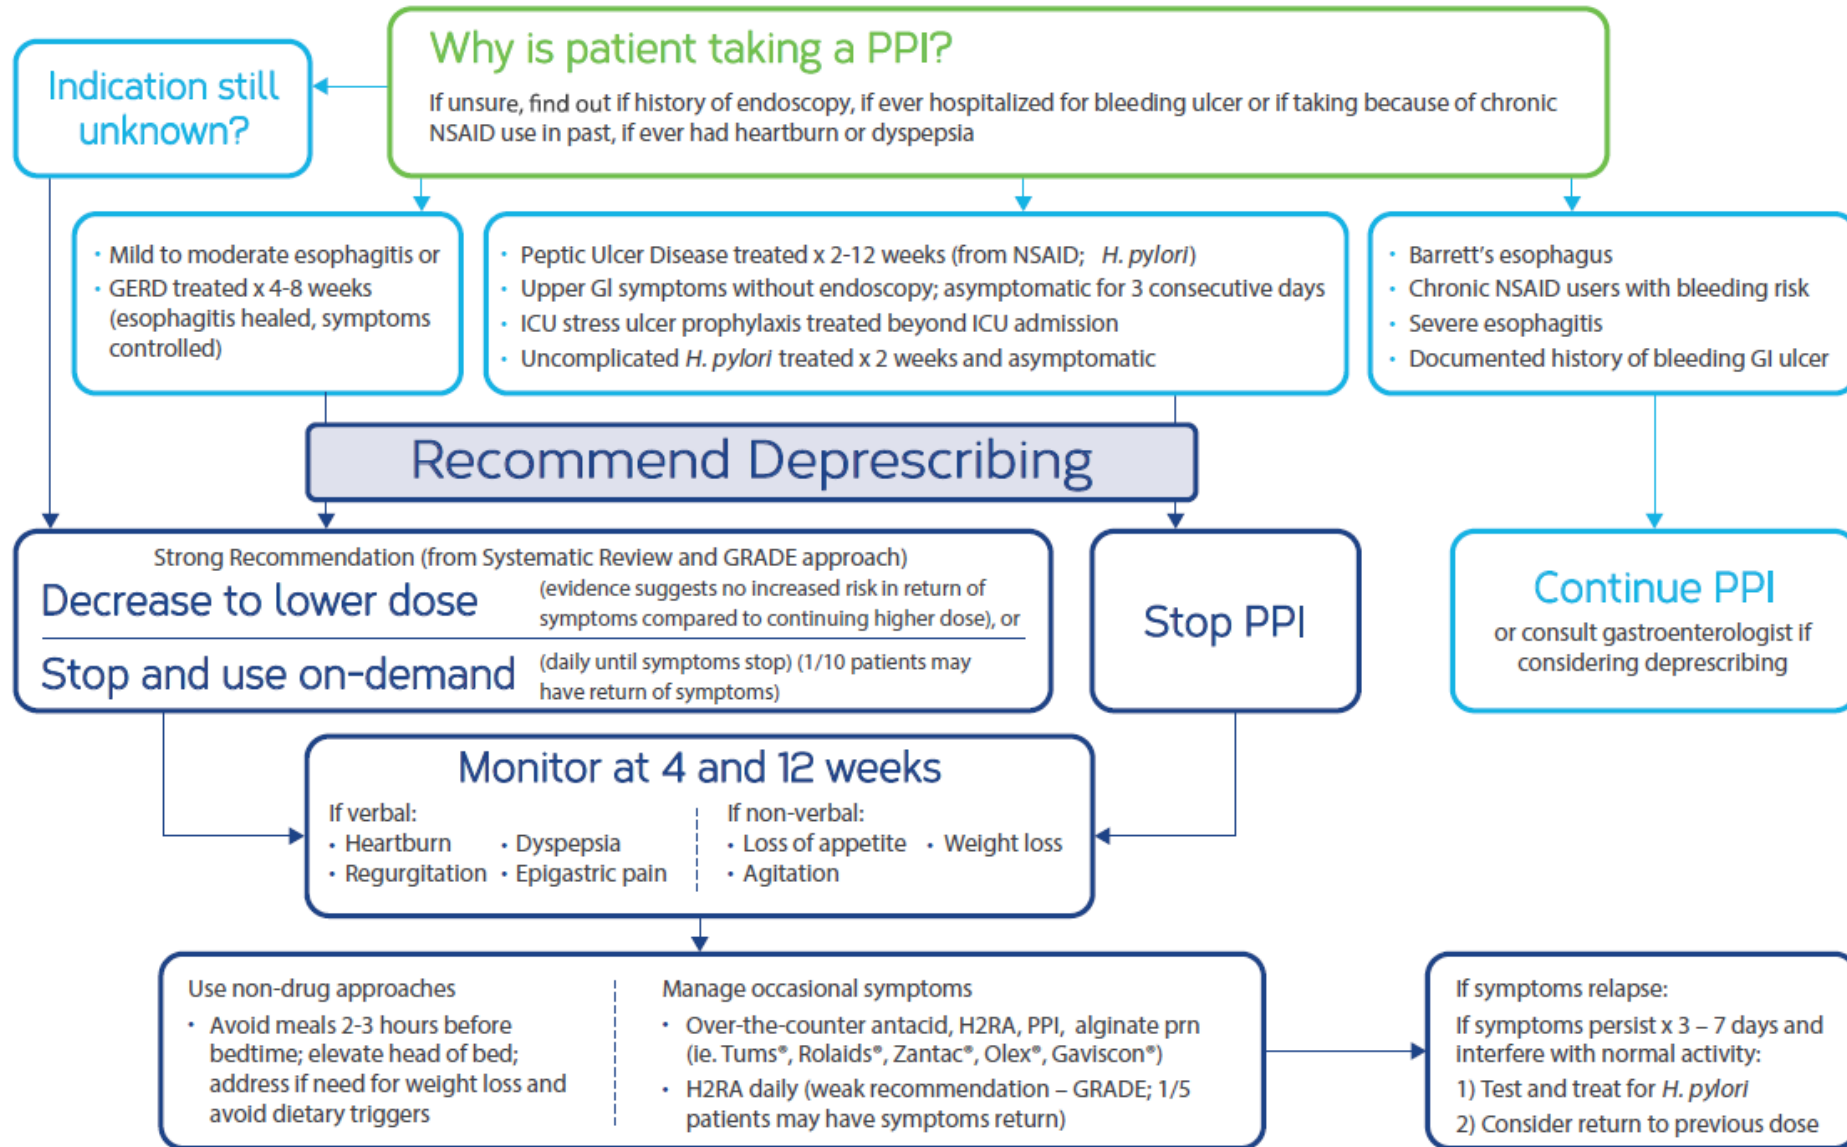 Why is patient taking a PPI?
If unsure, find out if history of endoscopy, if ever hospitalized for bleeding ulcer or if taking because of chronic
NSAID use in past, if ever had heartburn or dyspepsia
Indication still
unknown?
• Mild to moderate esophagitis or
• GERD treated x 4-8 weeks
(esophagitis healed, symptoms
controlled)
• Peptic Ulcer Disease treated x 2-12 weeks (from NSAID; H. pylori)
• Upper GI symptoms without endoscopy; asymptomatic for 3 consecutive days
• ICU stress ulcer prophylaxis treated beyond ICU admission
• Uncomplicated H. pylori treated x 2 weeks and asymptomatic
• Barrett's esophagus
• Chronic NSAID users with bleeding risk
• Severe esophagitis
• Documented history of bleeding GI ulcer
Recommend Deprescribing
Strong Recommendation (from Systematic Review and GRADE approach)
Decrease to lower dose
(evidence suggests no increased risk in return of
symptoms compared to continuing higher dose), or
Stop and use on-demand
(daily until symptoms stop) (1/10 patients may
have return of symptoms)
Stop PPI
Continue PPI
or consult gastroenterologist if
considering deprescribing
Monitor at 4 and 12 weeks
If verbal:
• Heartburn • Dyspepsia
• Regurgitation • Epigastric pain
If non-verbal:
• Loss of appetite • Weight loss
• Agitation
Use non-drug approaches
• Avoid meals 2-3 hours before
bedtime; elevate head of bed;
address if need for weight loss and
avoid dietary triggers
Manage occasional symptoms
• Over-the-counter antacid, H2RA, PPI, alginate prn
(ie. Tums®, Rolaids®, Zantac®, Olex®, Gaviscon®)
• H2RA daily (weak recommendation – GRADE; 1/5
patients may have symptoms return)
If symptoms relapse:
If symptoms persist x 3 – 7 days and
interfere with normal activity:
1) Test and treat for H. pylori
2) Consider return to previous dose